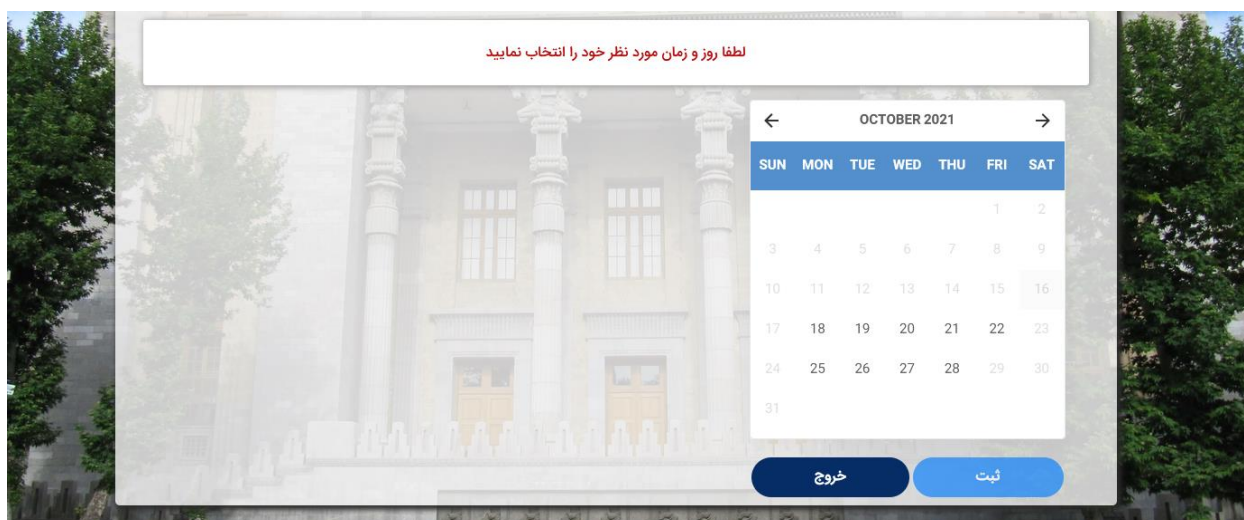 لطفا روز و زمان مورد نظر خود را انتخاب نمایید
OCTOBER 2021
SUN MON TUE WED THU FRI SAT
1 2
3 4 5 6 7 8 9
10 11 12 13 14 15 16
17 18 19 20 21 22 23
24 25 26 27 28 29 30
31
ثبت
خروج